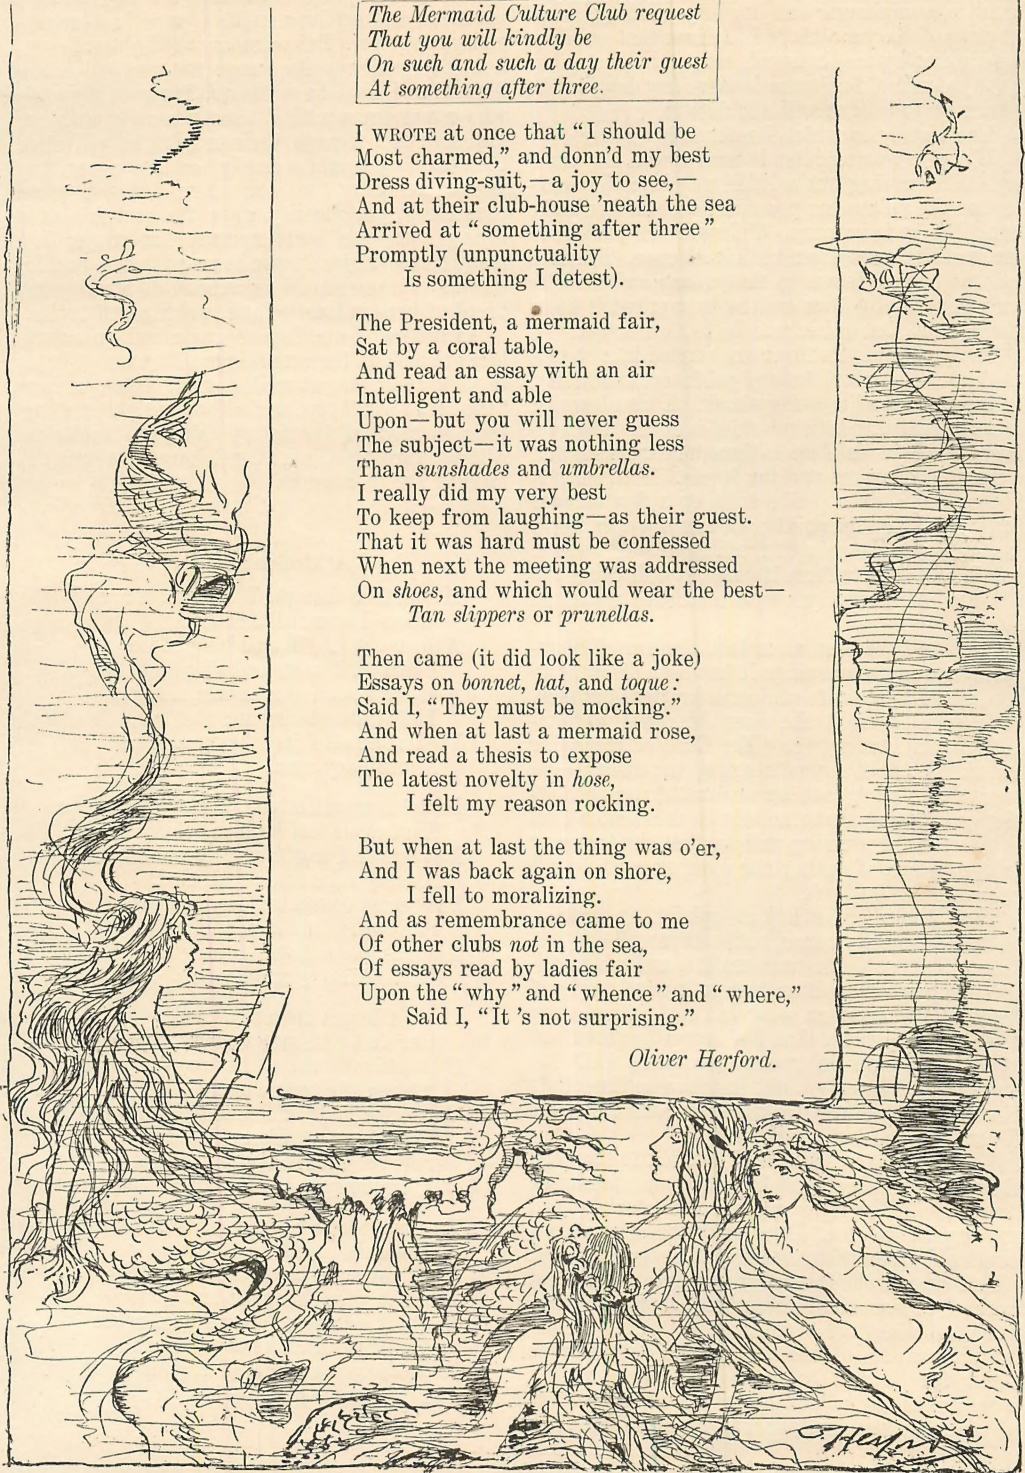 The Mermaid Culture Club request
That you will kindly be
On such and such a day their guest
At something after three.
I WROTE at once that “I should be
Most charmed,” and donn’d my best
Dress diving-suit,—a joy to see,—
And at their club-house ’neath the sea
Arrived at “something after three”
Promptly (unpunctuality
Is something I detest).
The President, a mermaid fair,
Sat by a coral table,
And read an essay with an air
Intelligent and able
Upon—but you will never guess
The subject—it was nothing less
Than sunshades and umbrellas.
I really did my very best
To keep from laughing—as their guest.
That it was hard must be confessed
When next the meeting was addressed
On shoes, and which would wear the best—
Tan slippers or prunellas.
Then came (it did look like a joke)
Essays on bonnet, hat, and toque:
Said I, “They must be mocking.”
And when at last a mermaid rose,
And read a thesis to expose
The latest novelty in hose,
I felt my reason rocking.
But when at last the thing was o’er,
And I was back again on shore,
I fell to moralizing.
And as remembrance came to me
Of other clubs not in the sea,
Of essays read by ladies fair
Upon the “why” and “whence” and “where,”
Said I, “It ’s not surprising.”
Oliver Herford.
O Herford